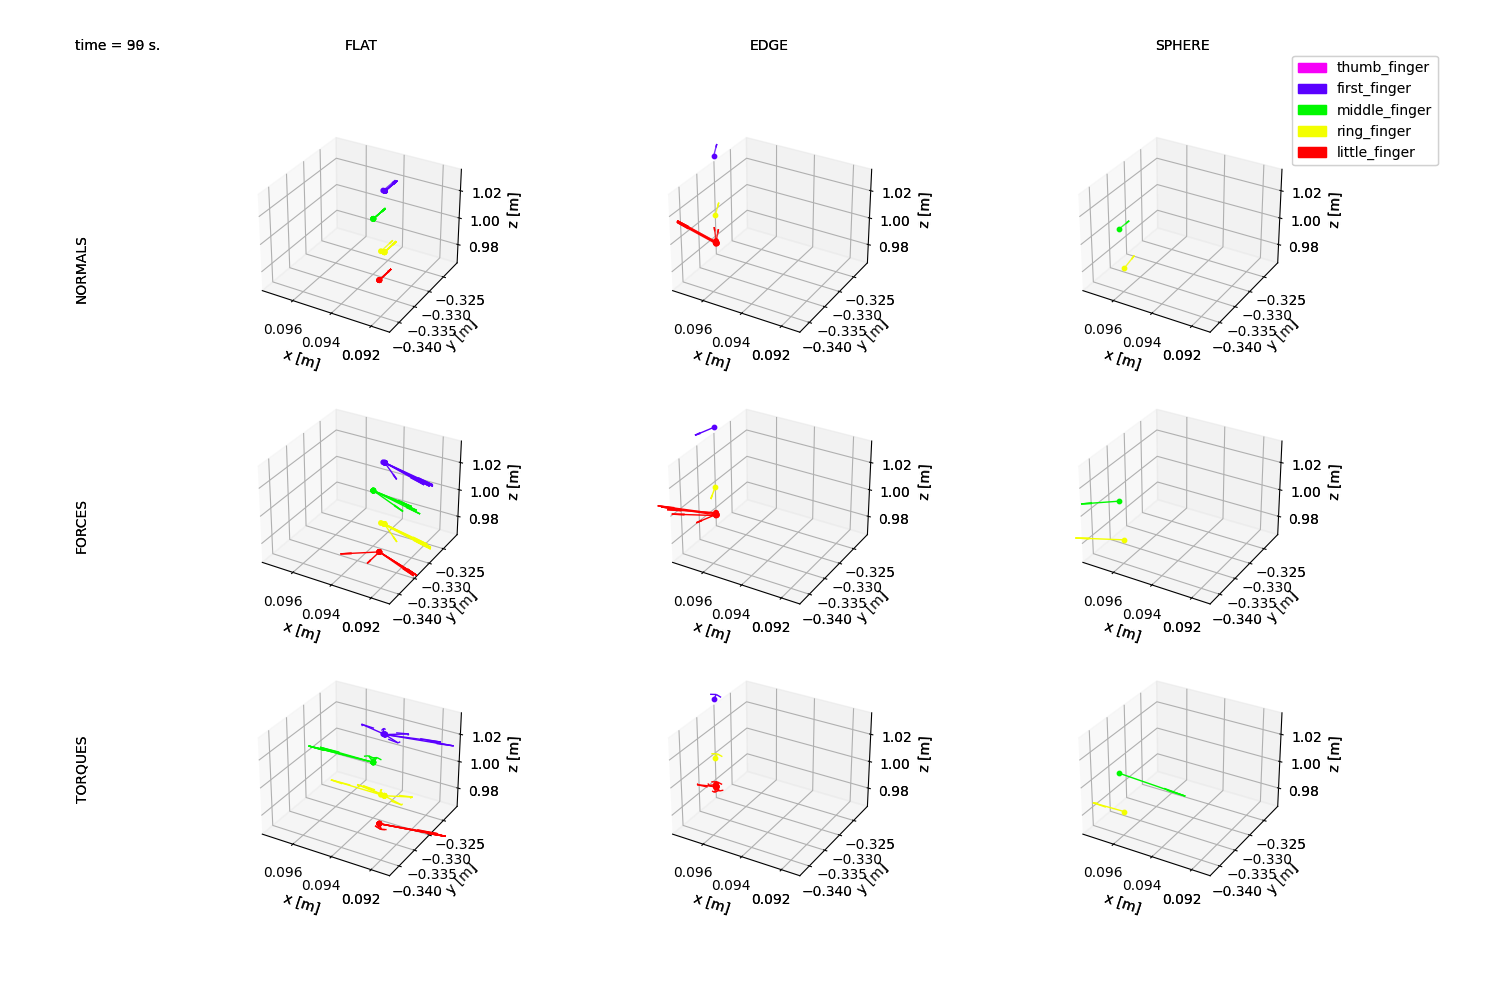 time = 90 s.
FLAT
EDGE
SPHERE
thumb_finger
first_finger
middle_finger
ring_finger
little_finger
NORMALS
1.02
1.00
0.98
z [m]
−0.325
−0.330
−0.335
−0.340
y [m]
0.096
0.094
0.092
x [m]
1.02
1.00
0.98
z [m]
−0.325
−0.330
−0.335
−0.340
y [m]
0.096
0.094
0.092
x [m]
1.02
1.00
0.98
z [m]
−0.325
−0.330
−0.335
−0.340
y [m]
0.096
0.094
0.092
x [m]
FORCES
1.02
1.00
0.98
z [m]
−0.325
−0.330
−0.335
−0.340
y [m]
0.096
0.094
0.092
x [m]
1.02
1.00
0.98
z [m]
−0.325
−0.330
−0.335
−0.340
y [m]
0.096
0.094
0.092
x [m]
1.02
1.00
0.98
z [m]
−0.325
−0.330
−0.335
−0.340
y [m]
0.096
0.094
0.092
x [m]
TORQUES
1.02
1.00
0.98
z [m]
−0.325
−0.330
−0.335
−0.340
y [m]
0.096
0.094
0.092
x [m]
1.02
1.00
0.98
z [m]
−0.325
−0.330
−0.335
−0.340
y [m]
0.096
0.094
0.092
x [m]
1.02
1.00
0.98
z [m]
−0.325
−0.330
−0.335
−0.340
y [m]
0.096
0.094
0.092
x [m]